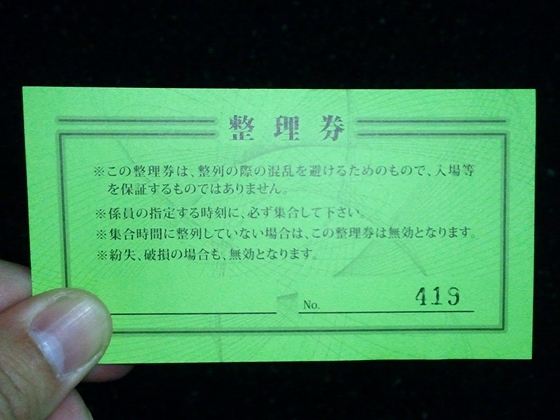 整理券
※この整理券は、整列の際の混乱を避けるためのもので、入場等
を保証するものではありません。
※係員の指定する時刻に、必ず集合して下さい。
※集合時間に整列していない場合は、この整理券は無効となります。
※紛失、破損の場合も、無効となります。
No. 419